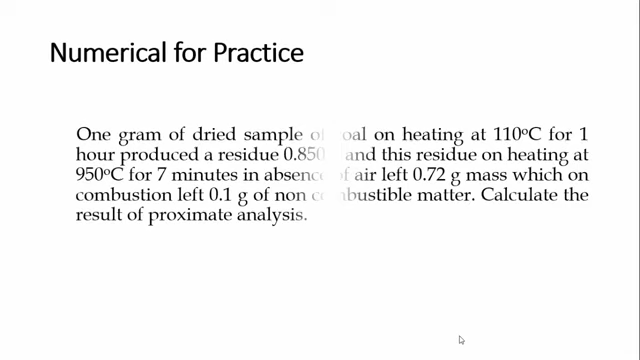 Numerical for Practice
One gram of dried sample of coal on heating at 110°C for 1
hour produced a residue 0.850 and this residue on heating at
950°C for 7 minutes in absence of air left 0.72 g mass which on
combustion left 0.1 g of non combustible matter. Calculate the
result of proximate analysis.